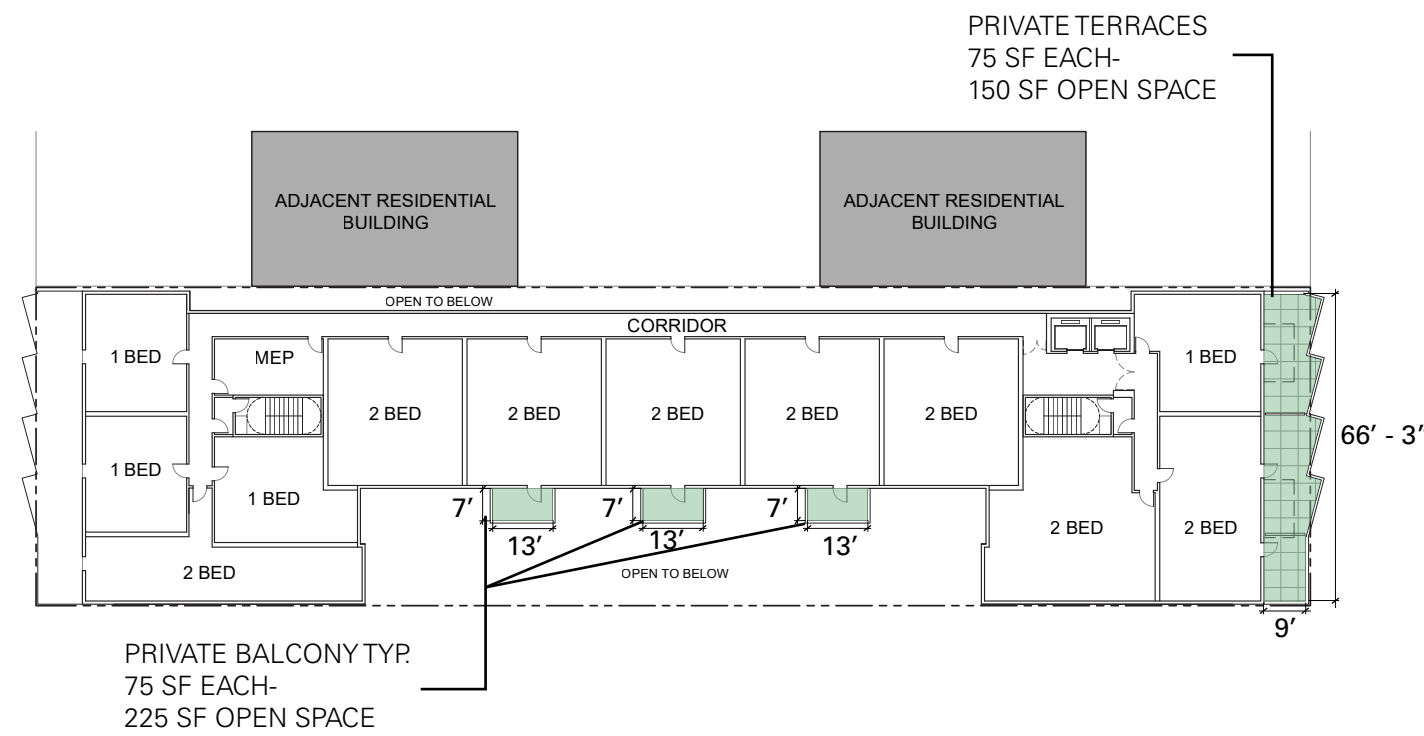 PRIVATE TERRACES
75 SF EACH-
150 SF OPEN SPACE
ADJACENT RESIDENTIAL
BUILDING
ADJACENT RESIDENTIAL
BUILDING
OPEN TO BELOW
CORRIDOR
1 BED
MEP
1 BED
2 BED
2 BED
2 BED
2 BED
2 BED
66' - 3"
1 BED
1 BED
2 BED
2 BED
7'
7'
7'
13'
13'
13'
2 BED
OPEN TO BELOW
9'
PRIVATE BALCONY TYP.
75 SF EACH-
225 SF OPEN SPACE